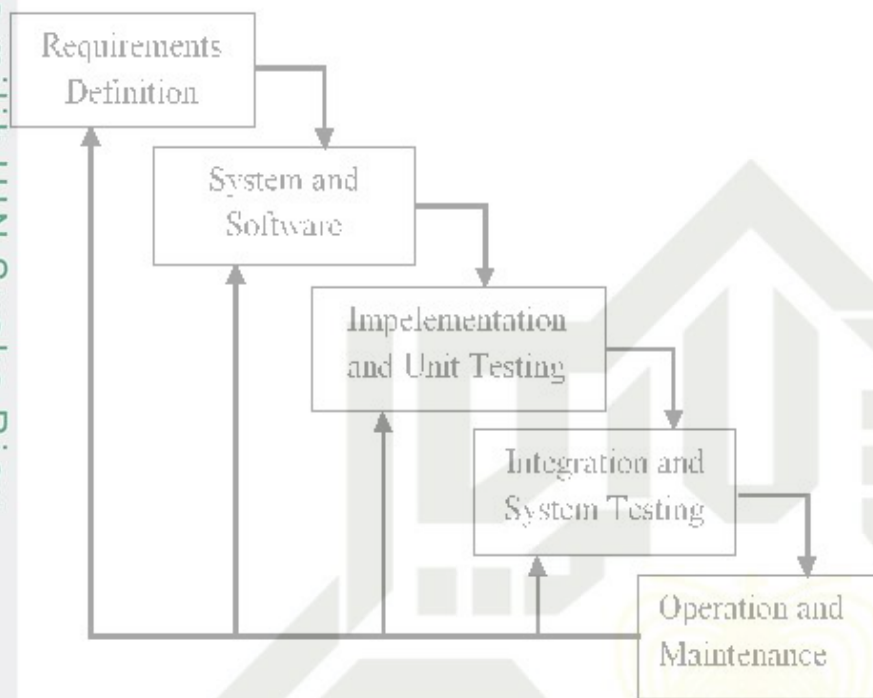 Requirements
Definition
System and
Software
Impelementation
and Unit Testing
Integration and
System Testing
Operation and
Maintenance